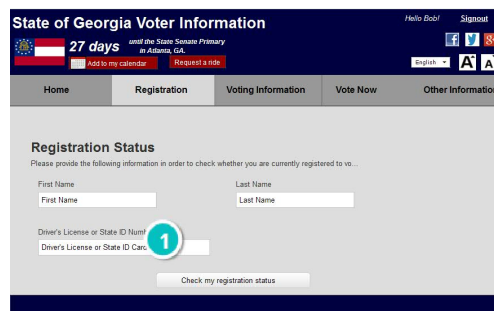 State of Georgia Voter Information
Hello Bob! Signout
27 days until the State Senate Primary
in Atlanta, GA.
Add to my calendar Request a ride
English A A
Home Registration Voting Information Vote Now Other Information
Registration Status
Please provide the following information in order to check whether you are currently registered to vo...
First Name Last Name
First Name Last Name
Driver's License or State ID
Driver's License or State ID
1
Check my registration status